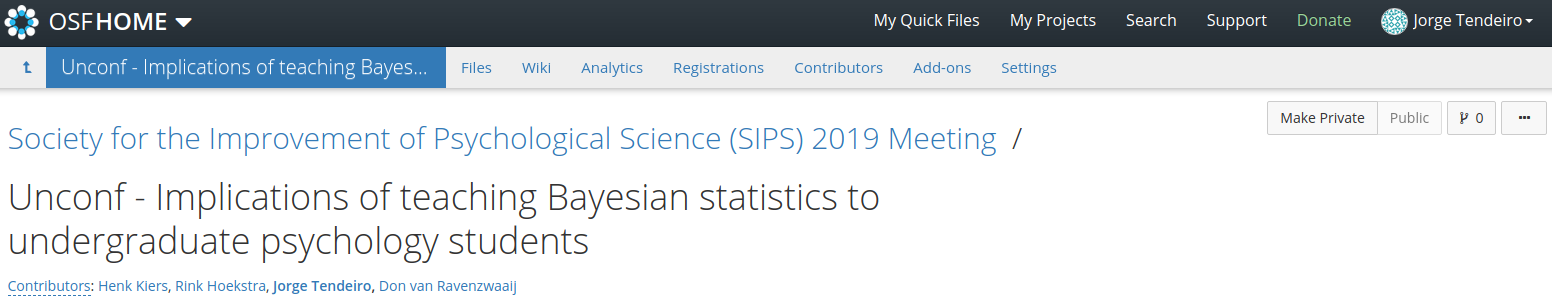 OSFHOME My Quick Files My Projects Search Support Donate Jorge Tendeiro
Unconf - Implications of teaching Bayes... Files Wiki Analytics Registrations Contributors Add-ons Settings
Make Private Public 0 ...
Society for the Improvement of Psychological Science (SIPS) 2019 Meeting /
Unconf - Implications of teaching Bayesian statistics to
undergraduate psychology students
Contributors: Henk Kiers, Rink Hoekstra, Jorge Tendeiro, Don van Ravenzwaaij